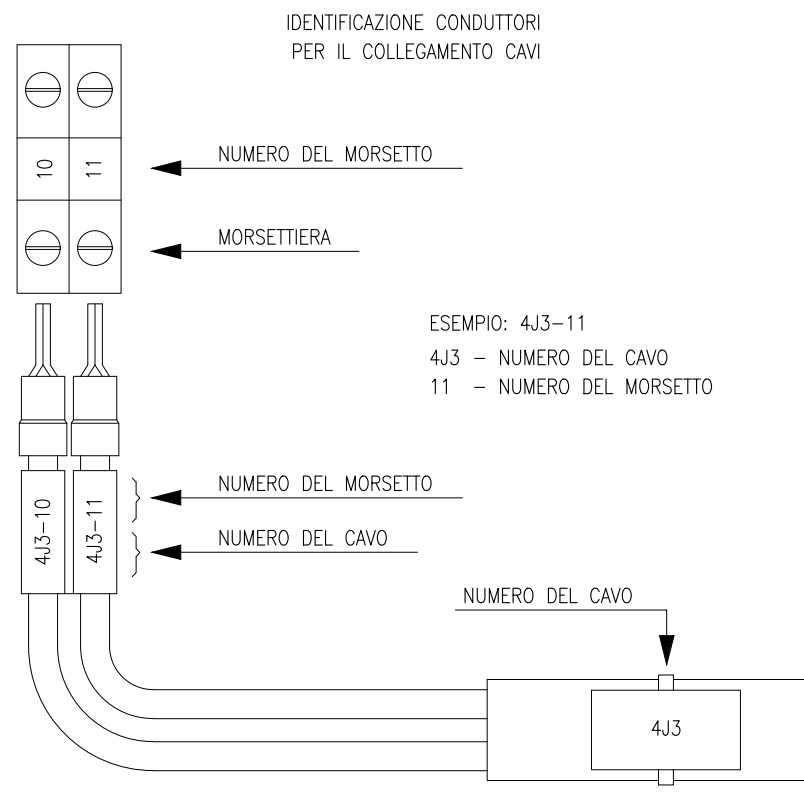 IDENTIFICAZIONE CONDUTTORI
PER IL COLLEGAMENTO CAVI
10
11
NUMERO DEL MORSETTO
MORSETTIERA
ESEMPIO: 4J3-11
4J3 - NUMERO DEL CAVO
11 - NUMERO DEL MORSETTO
4J3-10
4J3-11
NUMERO DEL MORSETTO
NUMERO DEL CAVO
NUMERO DEL CAVO
4J3